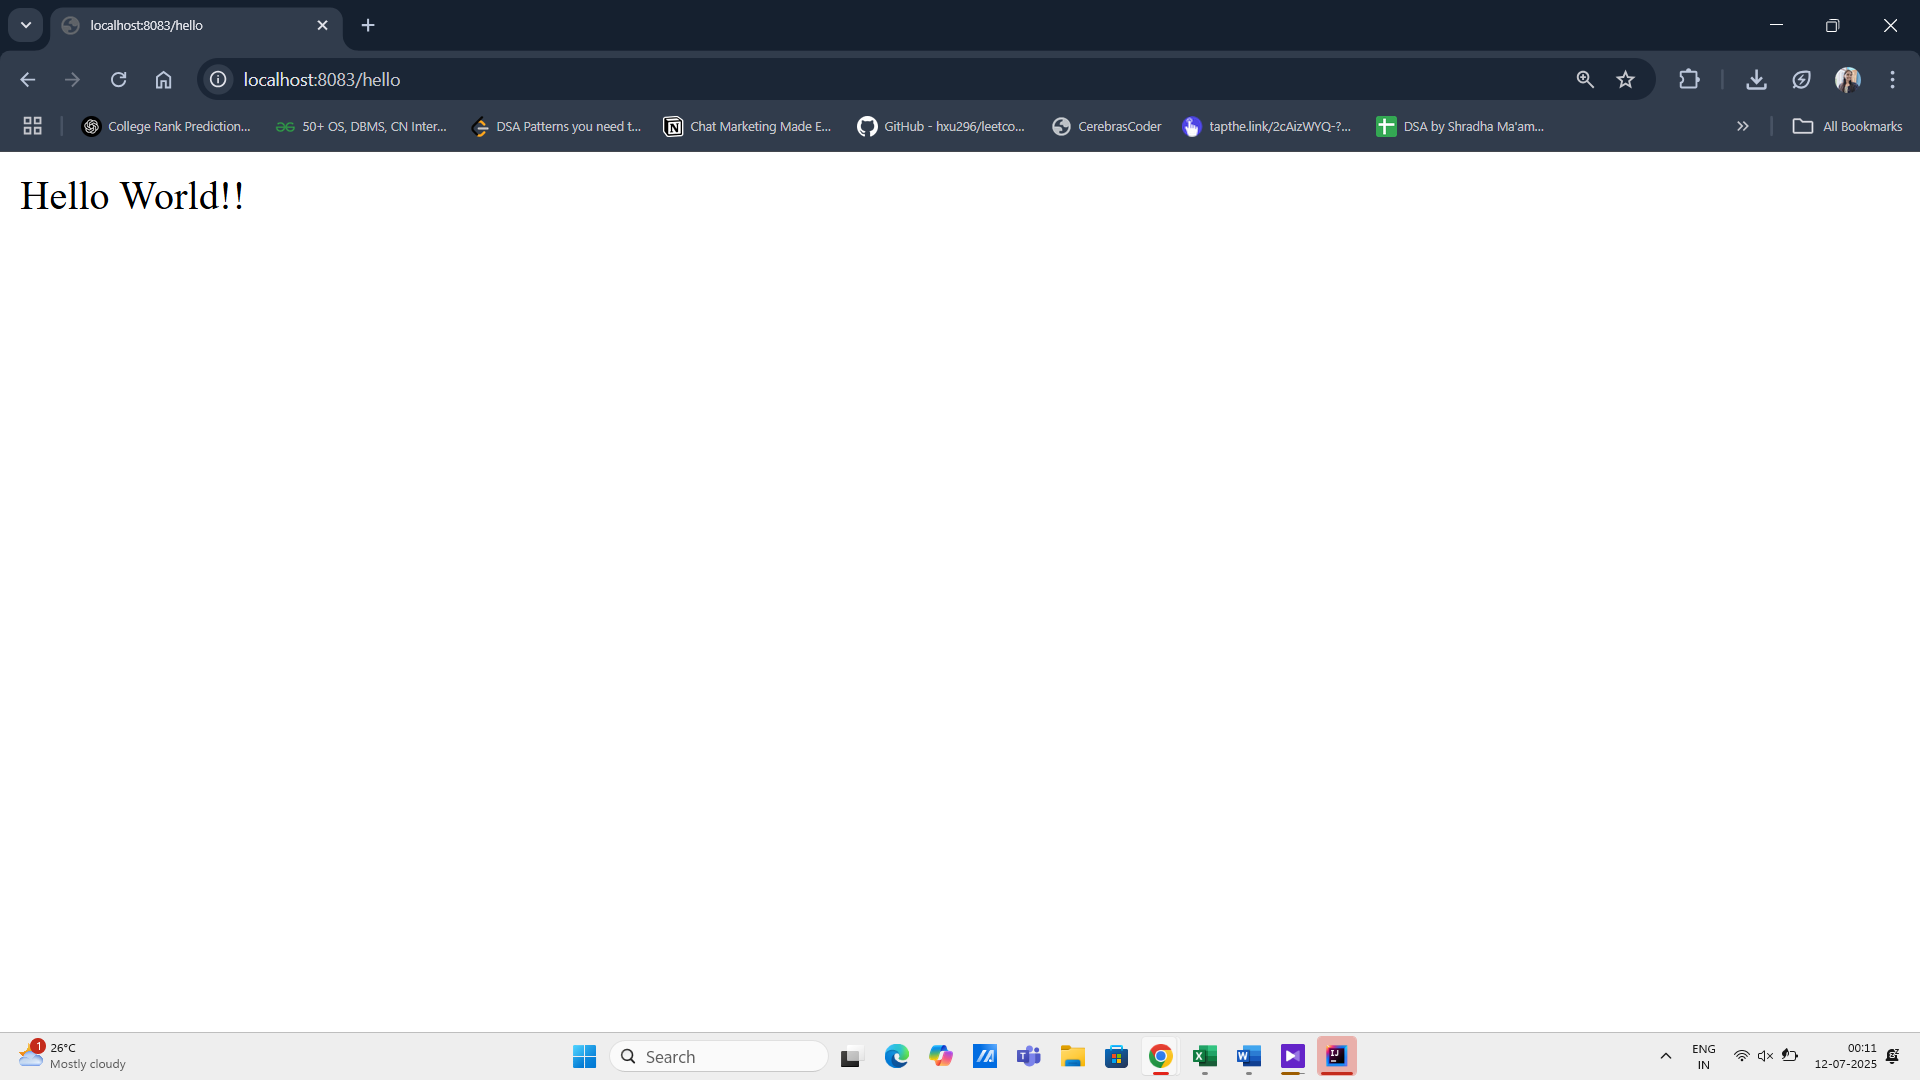 localhost:8083/hello
localhost:8083/hello
College Rank Prediction...
50+ OS, DBMS, CN Inter...
DSA Patterns you need t...
Chat Marketing Made E...
GitHub - hxu296/leetco...
CerebrasCoder
tapthe.link/2cAizWYQ-?...
DSA by Shradha Ma'am...
All Bookmarks
Hello World!!
1
26°C
Mostly cloudy
Search
ENG
IN
00:11
12-07-2025